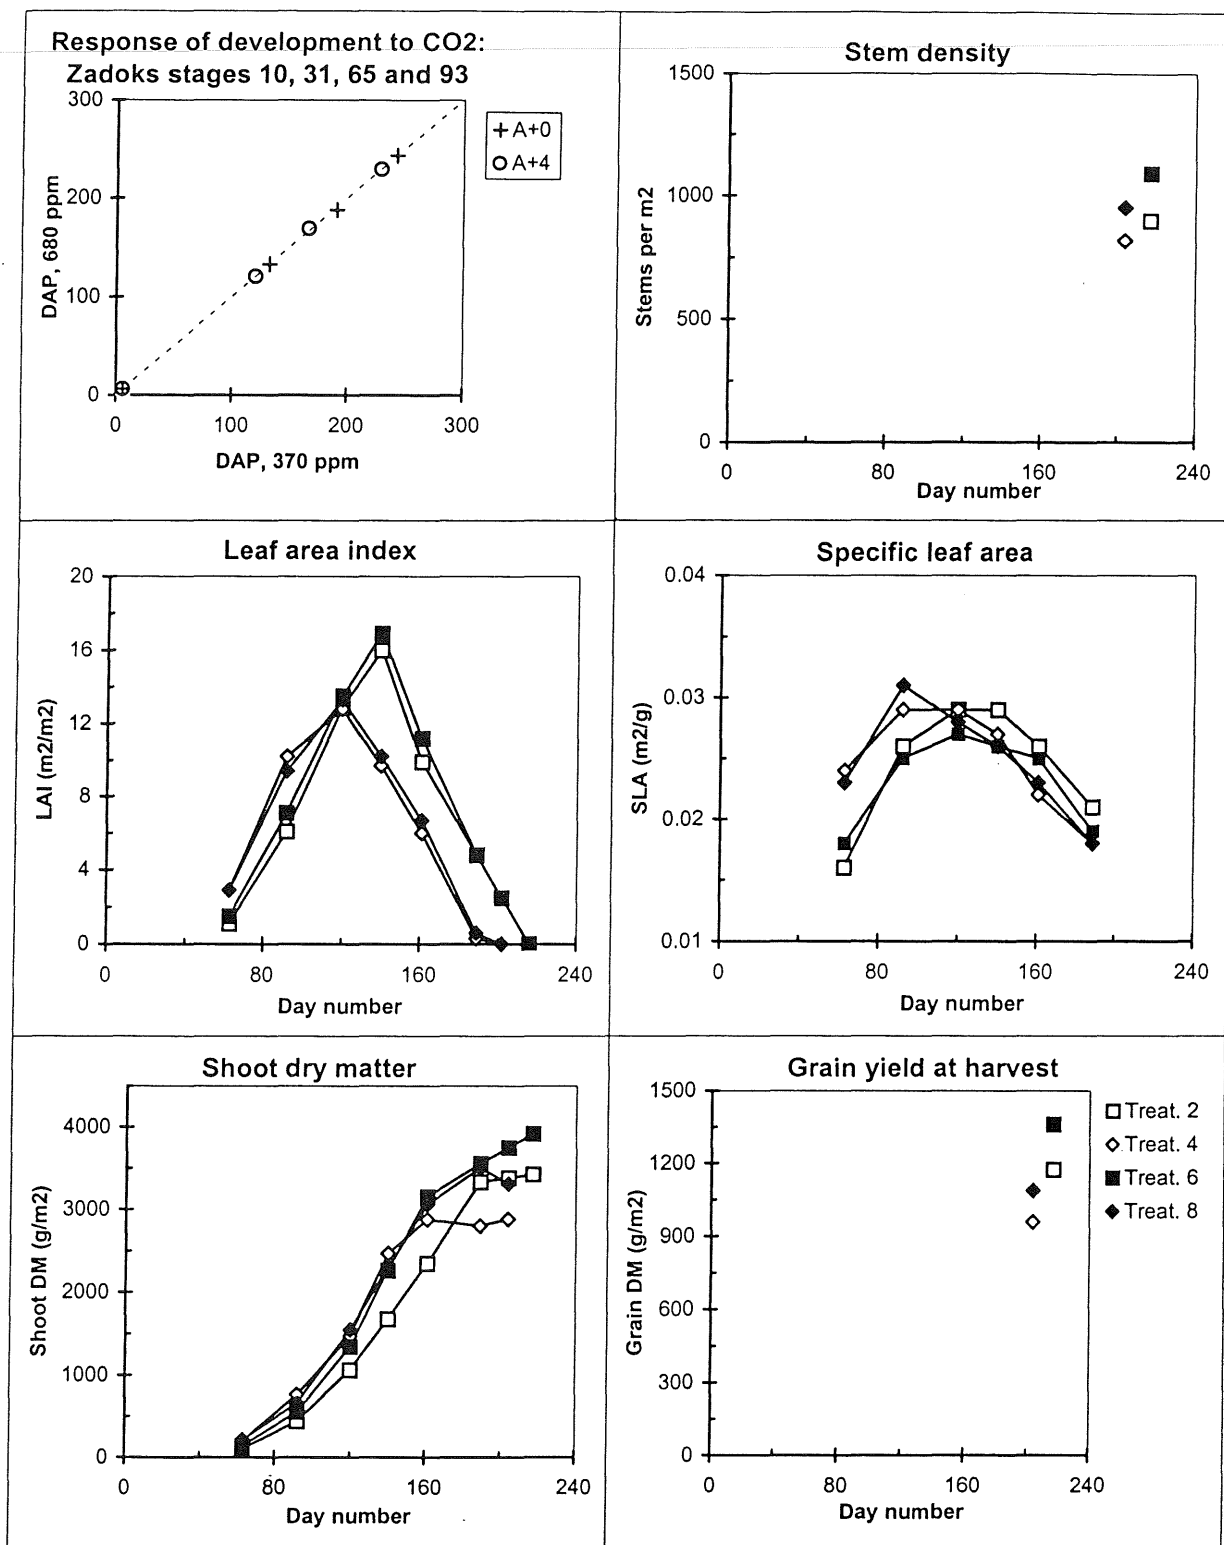 Response of development to CO2:
Zadoks stages 10, 31, 65 and 93
300
200
100
0
DAP, 680 ppm
0 100 200 300
DAP, 370 ppm
A+0
A+4
Stem density
1500
1000
500
0
Stems per m2
0 80 160 240
Day number
Leaf area index
20
16
12
8
4
0
LAI (m2/m2)
0 80 160 240
Day number
Specific leaf area
0.04
0.03
0.02
0.01
SLA (m2/g)
0 80 160 240
Day number
Shoot dry matter
4000
3000
2000
1000
0
Shoot DM (g/m2)
0 80 160 240
Day number
Grain yield at harvest
1500
1200
900
600
300
0
Grain DM (g/m2)
0 80 160 240
Day number
Treat. 2
Treat. 4
Treat. 6
Treat. 8